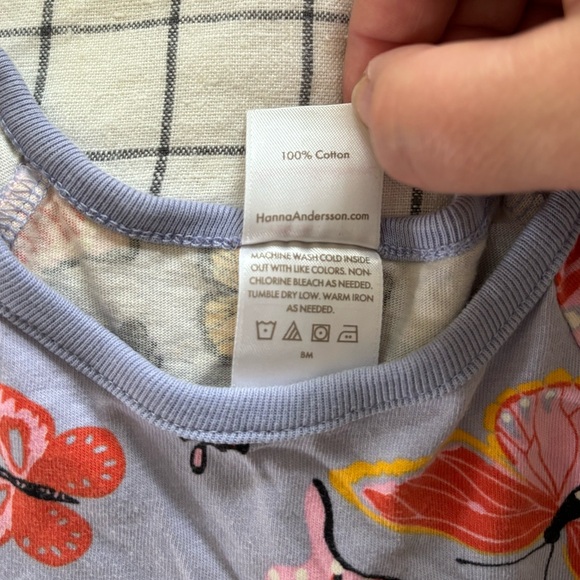 100% Cotton
HannaAndersson.com
MACHINE WASH COLD INSIDE
OUT WITH LIKE COLORS. NON-
CHLORINE BLEACH AS NEEDED.
TUMBLE DRY LOW. WARM IRON
AS NEEDED.
BM